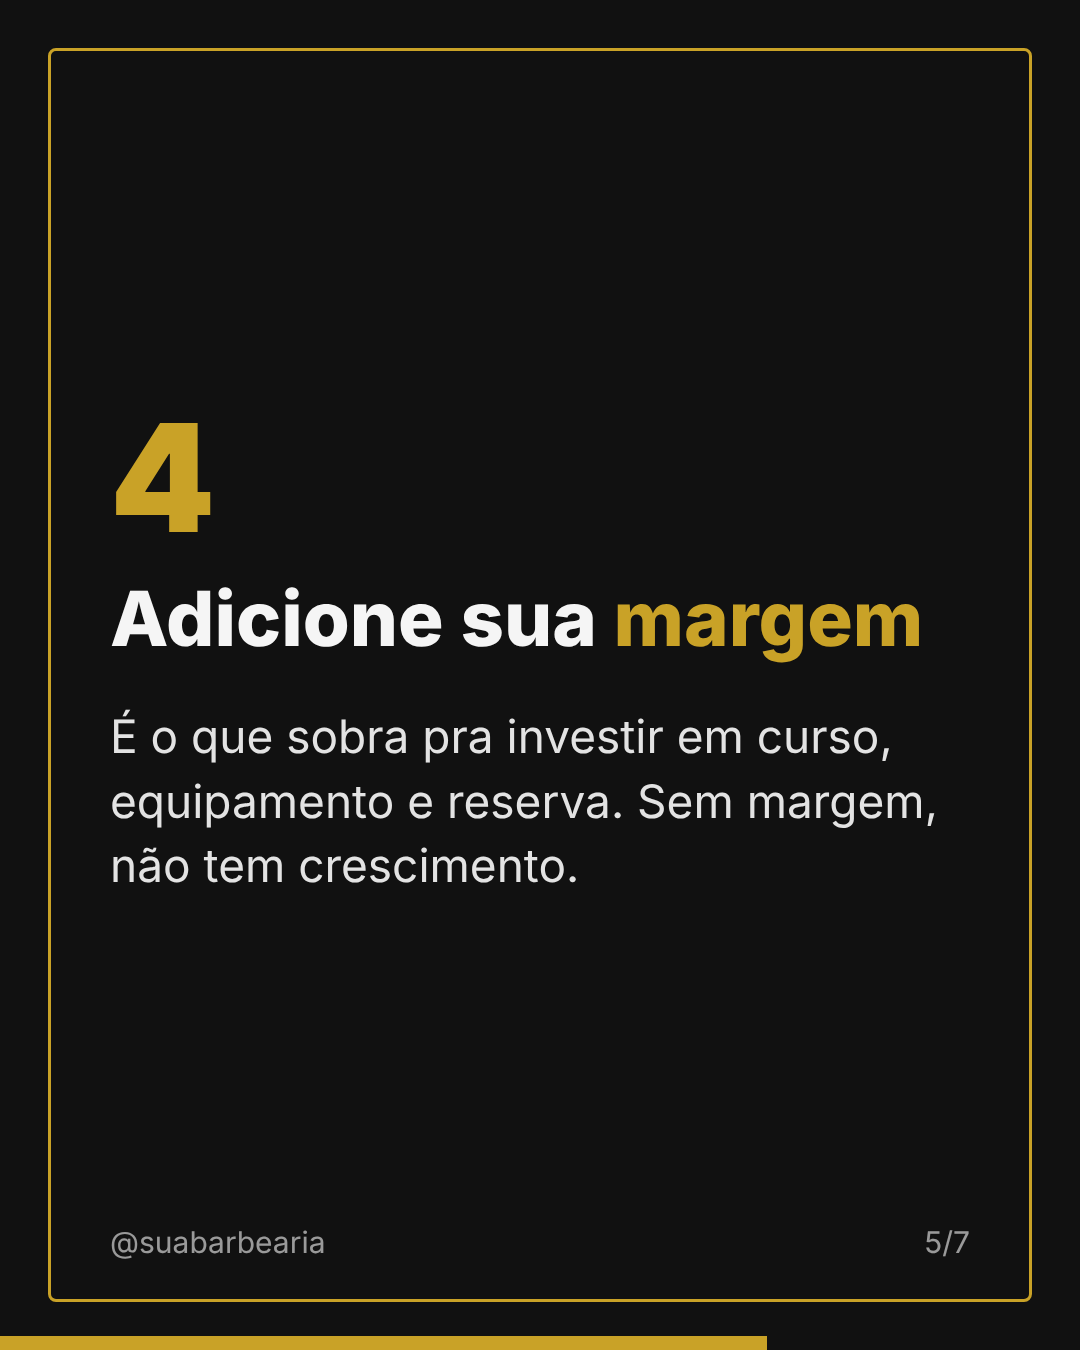 4
Adicione sua margem
É o que sobra pra investir em curso,
equipamento e reserva. Sem margem,
não tem crescimento.
@suabarbearia
5/7